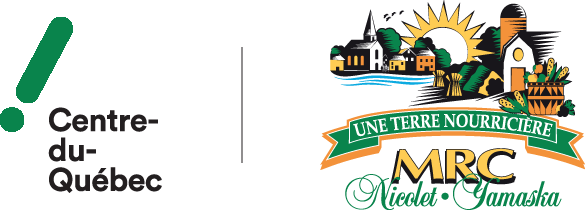 Centre-
du-
Québec
UNE TERRE NOURRICIÈRE
MRC
Nicolet • Yamaska